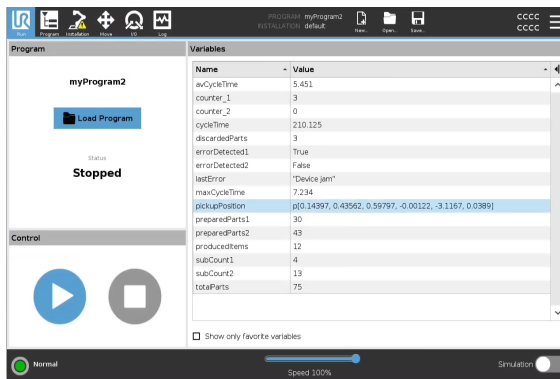 UR
PROGRAM myProgram2
INSTALLATION default
Run Program Installation Move I/O Log
New... Open... Save...
CCCC
CCCC
Program
myProgram2
Load Program
Status
Stopped
Control
Variables
Name Value
avCycleTime 5.451
counter_1 3
counter_2 0
cycleTime 210.125
discardedParts 3
errorDetected1 True
errorDetected2 False
lastError "Device jam"
maxCycleTime 7.234
pickupPosition p[0.14397, 0.43562, 0.59797, -0.00122, -3.1167, 0.0389]
preparedParts1 30
preparedParts2 43
producedItems 12
subCount1 4
subCount2 13
totalParts 75
Show only favorite variables
Normal
Speed 100%
Simulation